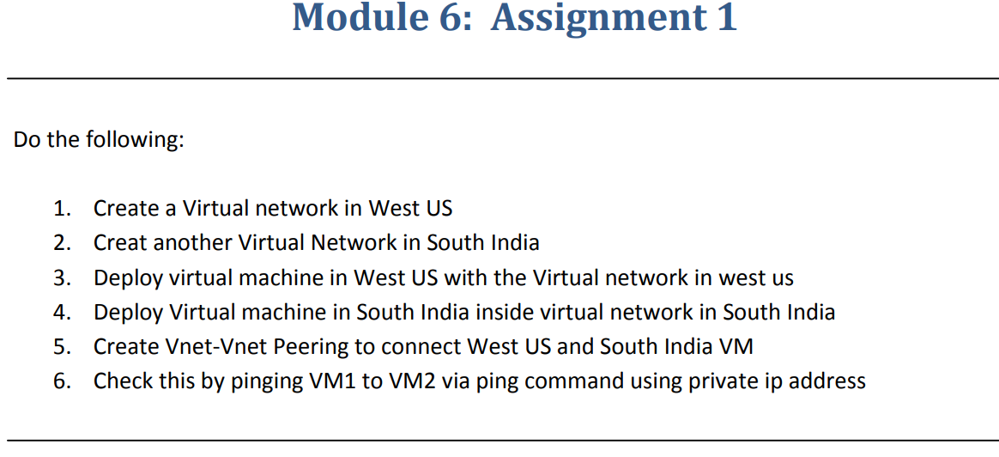 Module 6:  Assignment 1
Do the following:
1. Create a Virtual network in West US
2. Creat another Virtual Network in South India
3. Deploy virtual machine in West US with the Virtual network in west us
4. Deploy Virtual machine in South India inside virtual network in South India
5. Create Vnet-Vnet Peering to connect West US and South India VM
6. Check this by pinging VM1 to VM2 via ping command using private ip address